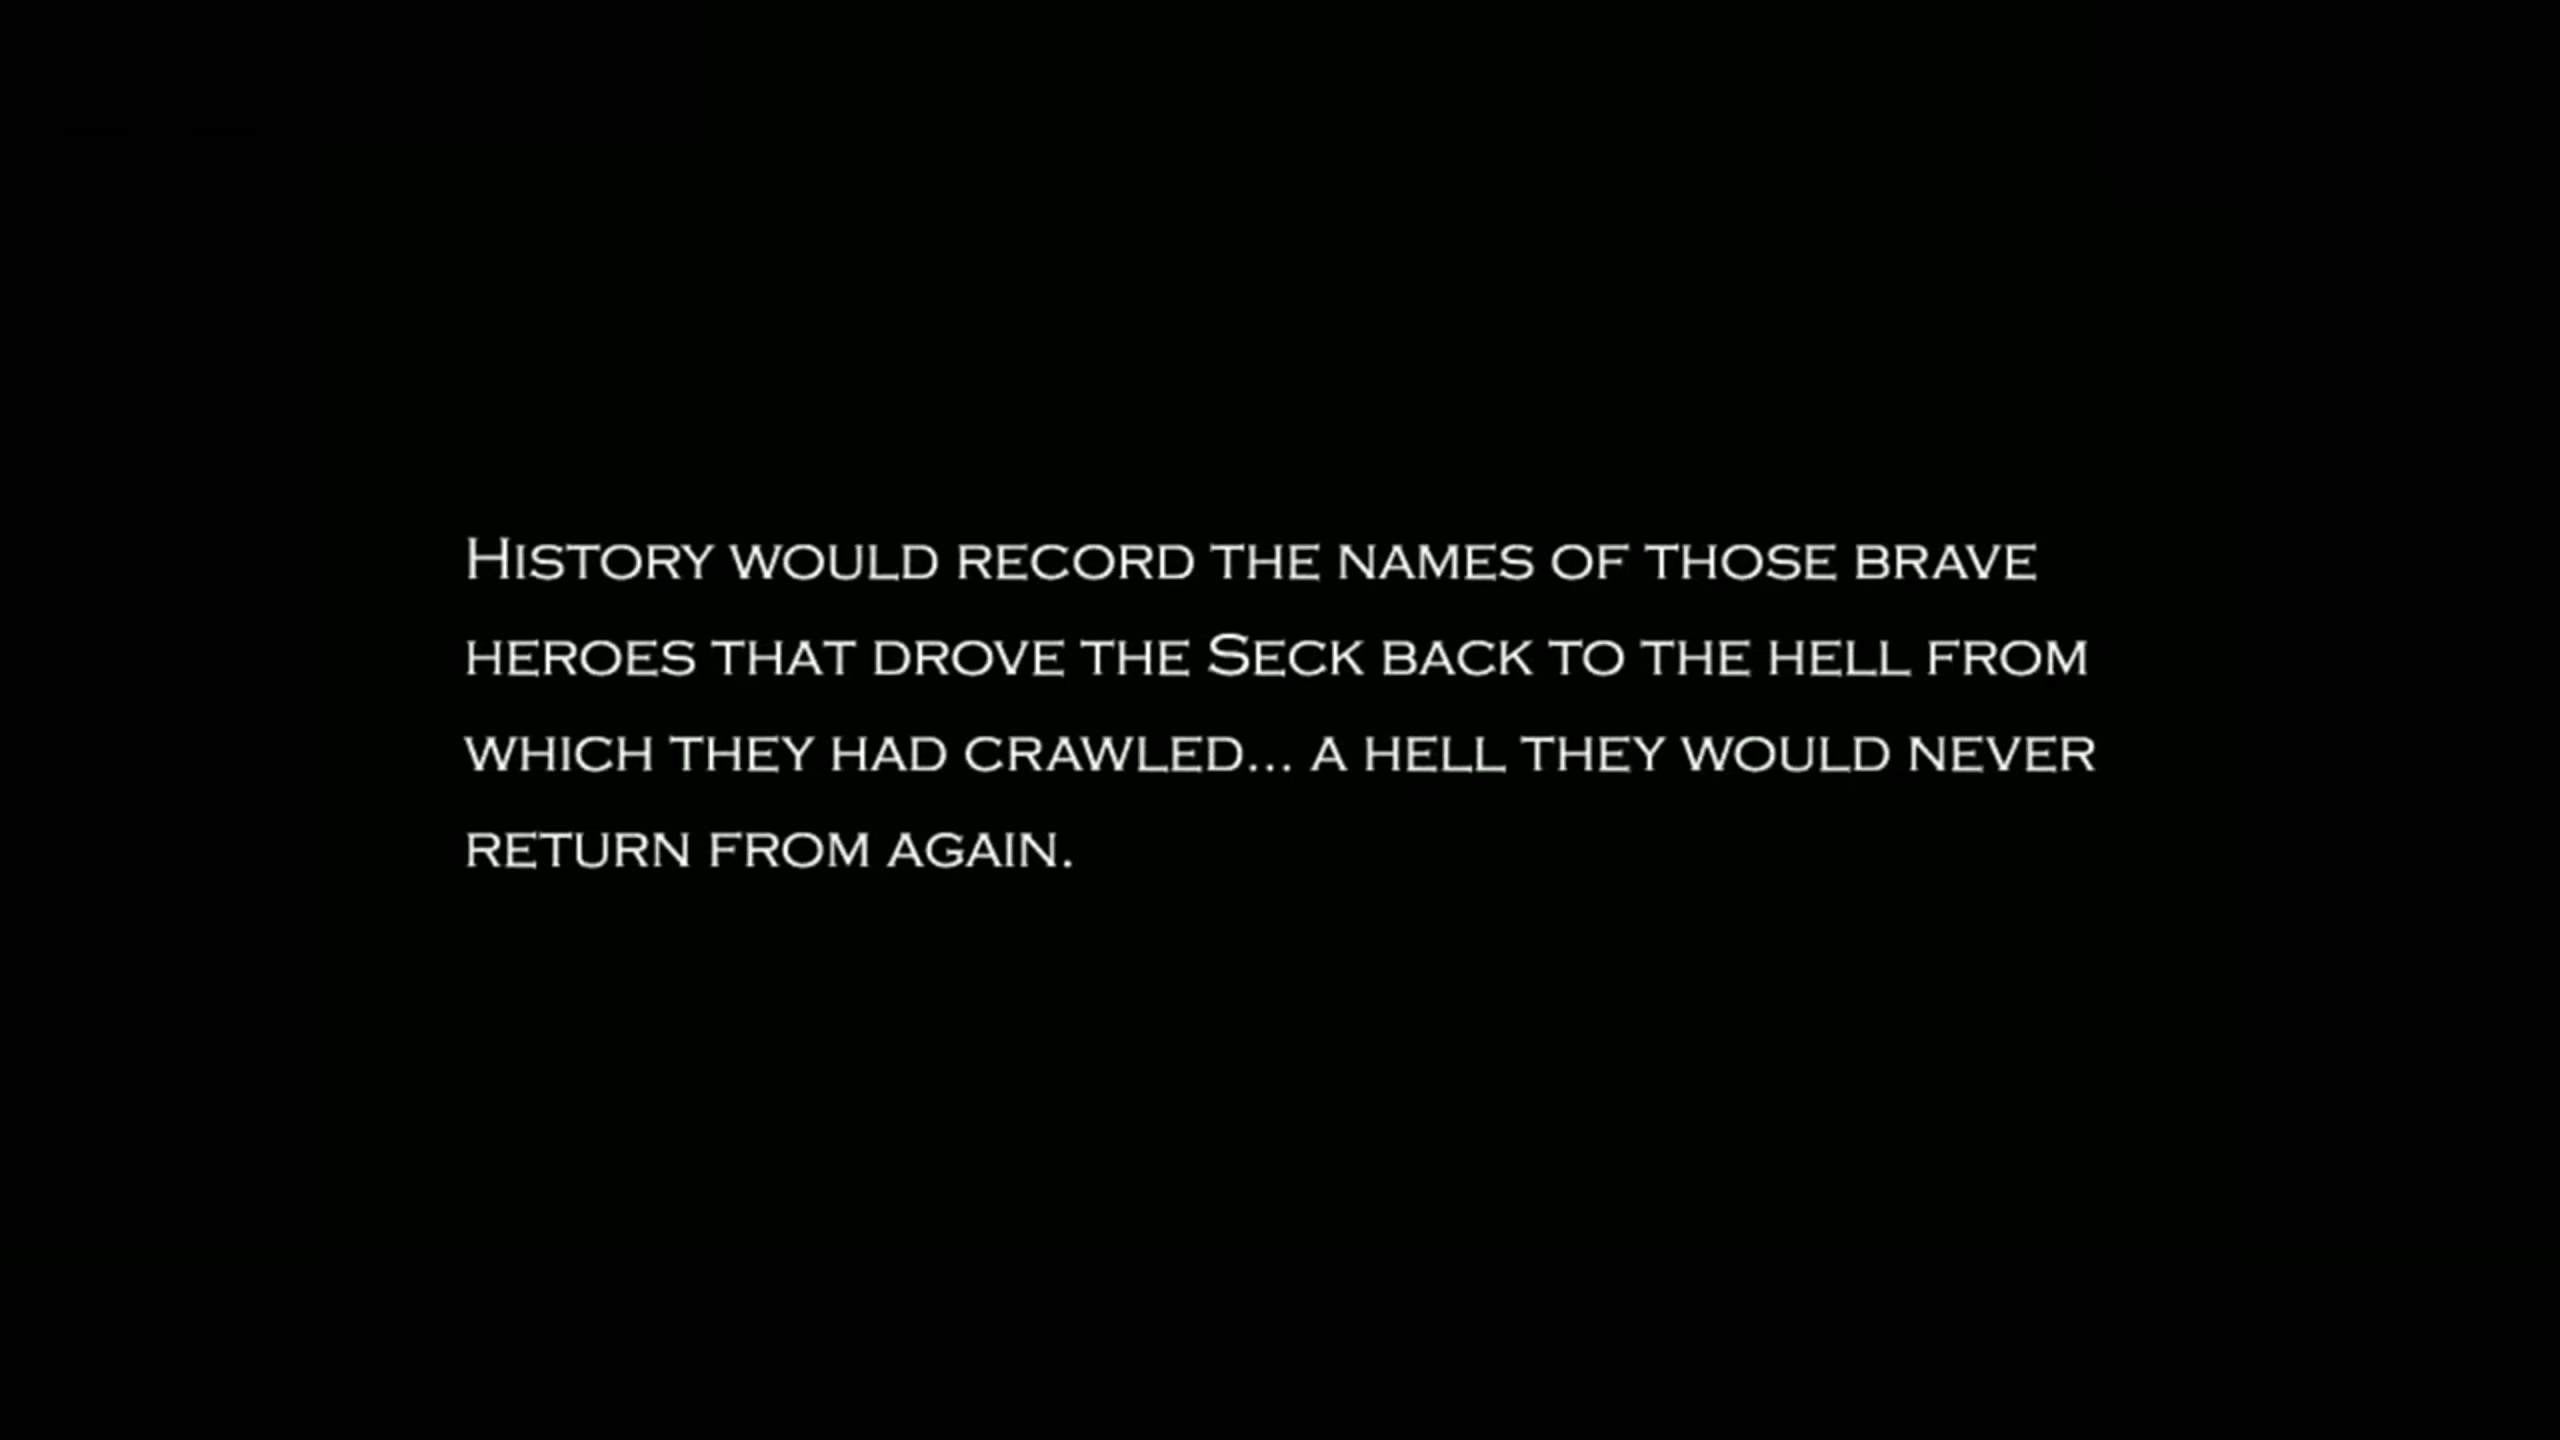 History would record the names of those brave
heroes that drove the Seck back to the hell from
which they had crawled... a hell they would never
return from again.